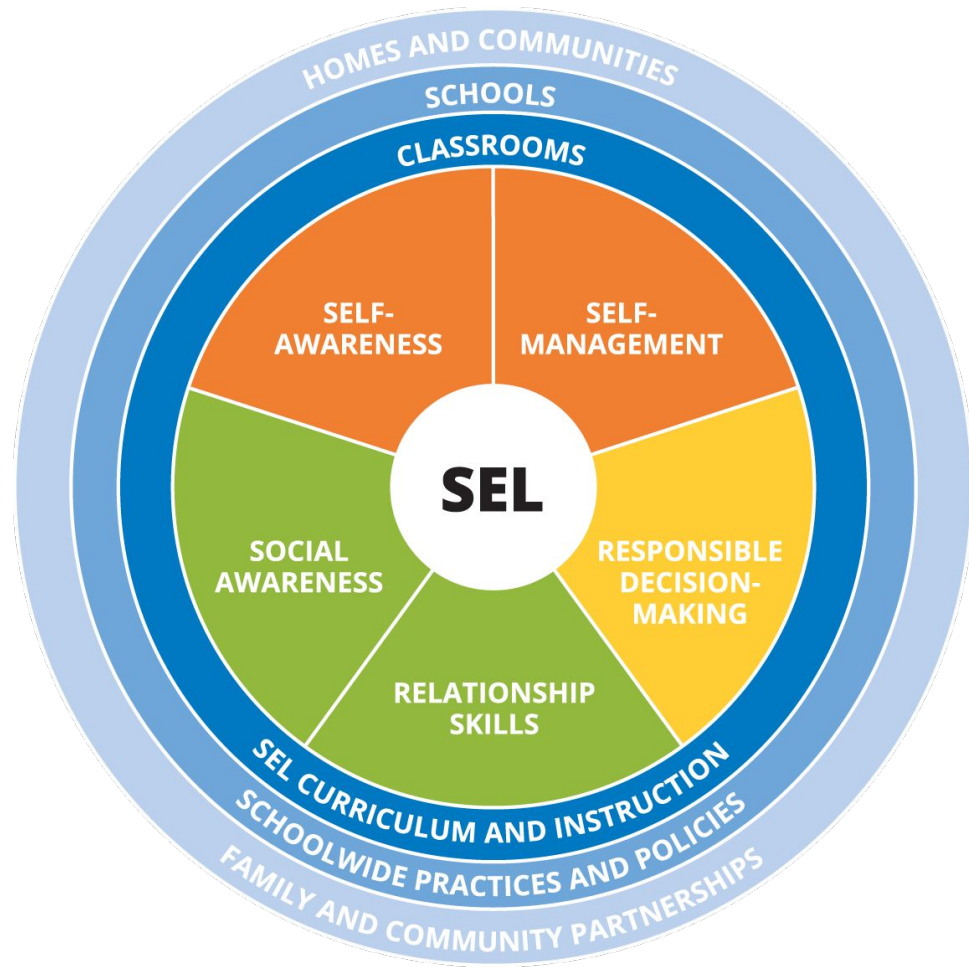 HOMES AND COMMUNITIES
SCHOOLS
CLASSROOMS
SELF-
AWARENESS
SELF-
MANAGEMENT
SEL
SOCIAL
AWARENESS
RESPONSIBLE
DECISION-
MAKING
RELATIONSHIP
SKILLS
SEL CURRICULUM AND INSTRUCTION
SCHOOLWIDE PRACTICES AND POLICIES
FAMILY AND COMMUNITY PARTNERSHIPS